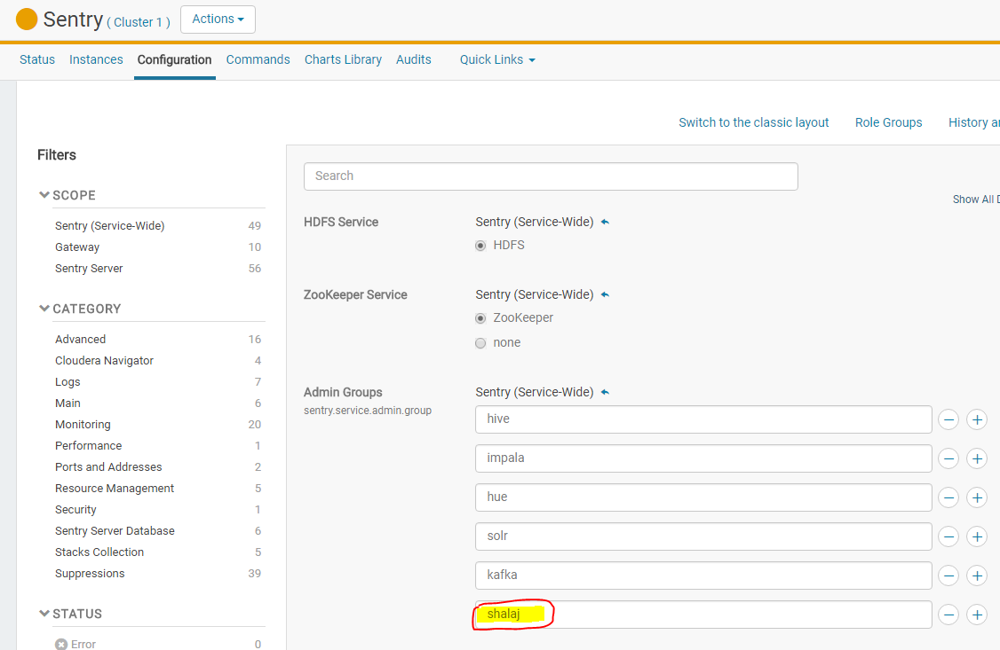 Sentry ( Cluster 1 ) Actions
Status Instances Configuration Commands Charts Library Audits Quick Links
Switch to the classic layout Role Groups History
Filters
Search
Show All
SCOPE
Sentry (Service-Wide) 49
Gateway 10
Sentry Server 56
CATEGORY
Advanced 16
Cloudera Navigator 4
Logs 7
Main 6
Monitoring 20
Performance 1
Ports and Addresses 2
Resource Management 5
Security 1
Sentry Server Database 6
Stacks Collection 5
Suppressions 39
STATUS
Error 0
HDFS Service Sentry (Service-Wide)
HDFS
ZooKeeper Service Sentry (Service-Wide)
ZooKeeper
none
Admin Groups Sentry (Service-Wide)
sentry.service.admin.group
hive
impala
hue
solr
kafka
shalaj